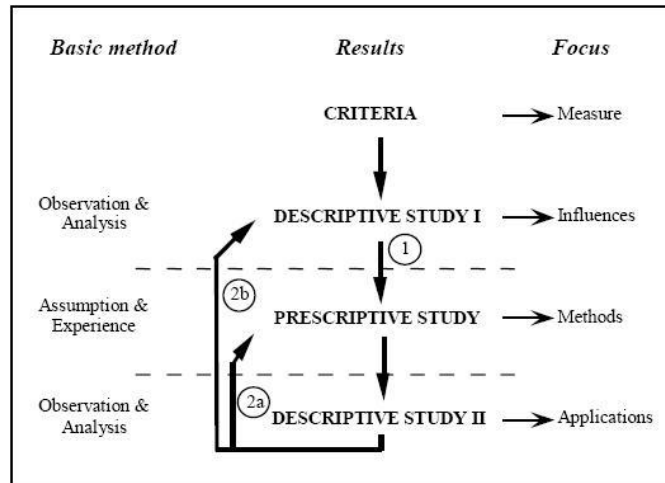 Basic method Results Focus
CRITERIA Measure
Observation &
Analysis
DESCRIPTIVE STUDY I Influences
1
2b
Assumption &
Experience
PRESCRIPTIVE STUDY Methods
2a
Observation &
Analysis
DESCRIPTIVE STUDY II Applications